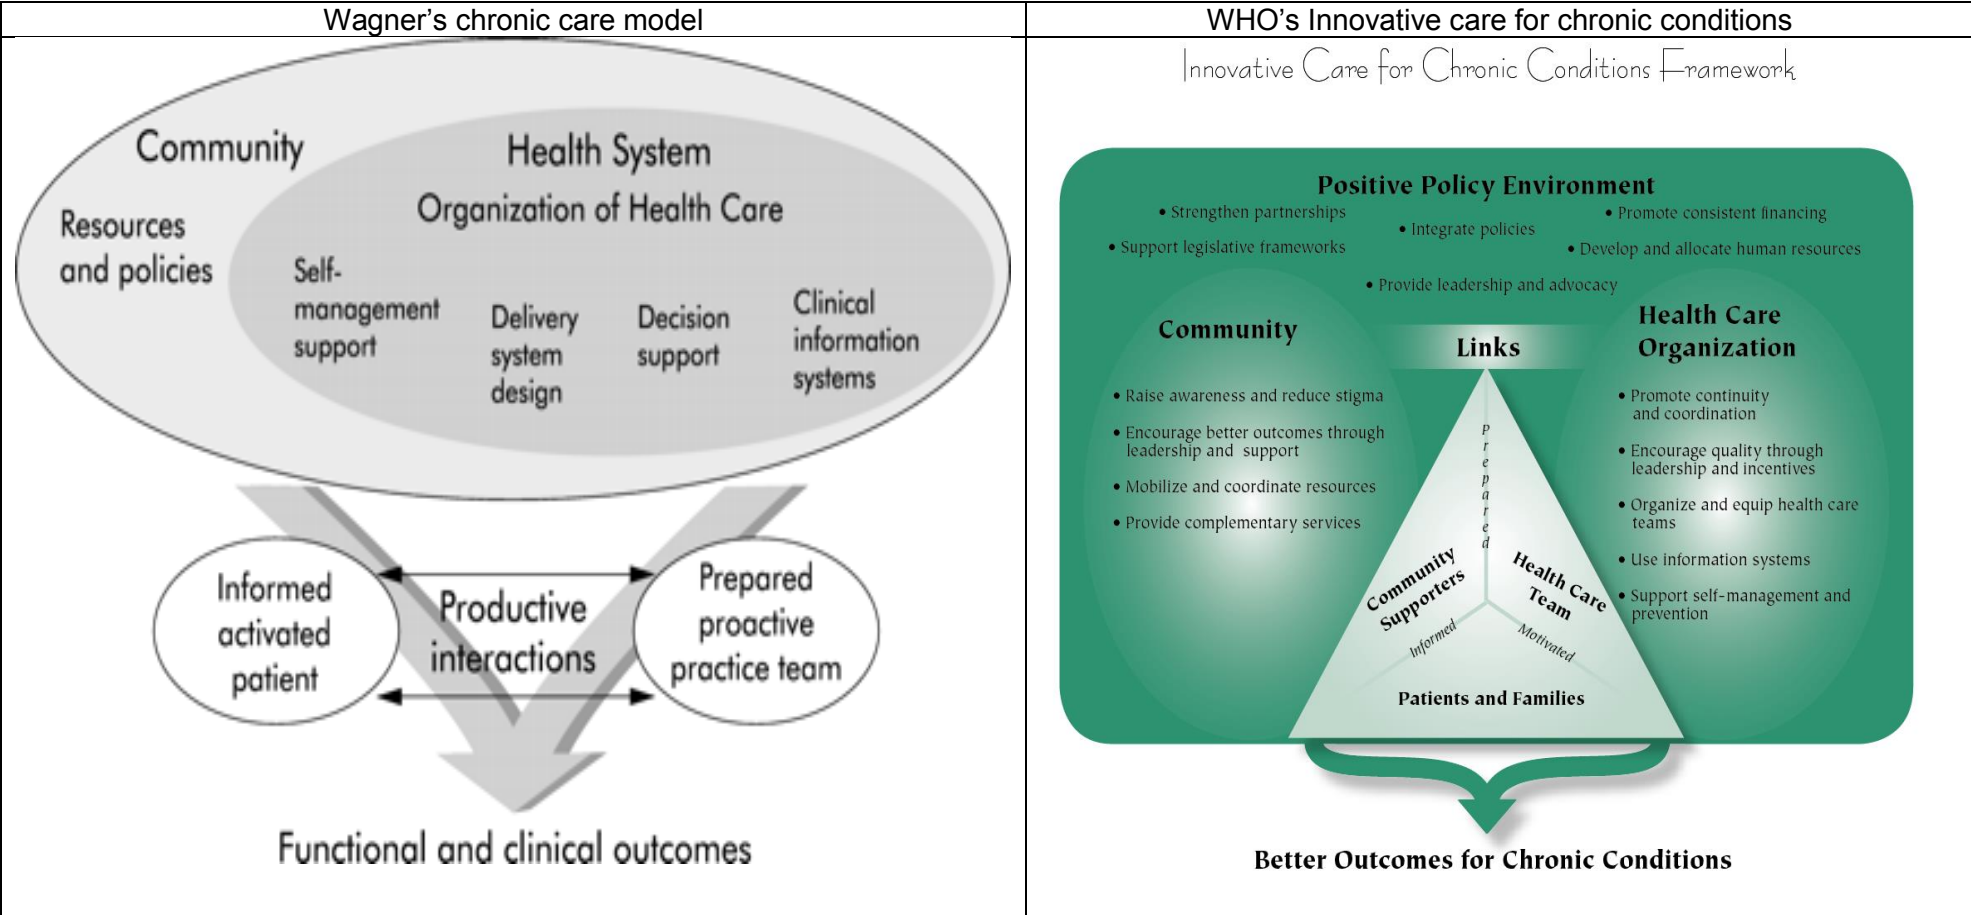 Wagner's chronic care model
Community
Resources
and policies
Health System
Organization of Health Care
Self-
management
support
Delivery
system
design
Decision
support
Clinical
information
systems
Informed
activated
patient
Productive
interactions
Prepared
proactive
practice team
Functional and clinical outcomes
WHO's Innovative care for chronic conditions
Innovative Care for Chronic Conditions Framework
Positive Policy Environment
• Strengthen partnerships
• Support legislative frameworks
• Integrate policies
• Promote consistent financing
• Develop and allocate human resources
• Provide leadership and advocacy
Community
• Raise awareness and reduce stigma
• Encourage better outcomes through
leadership and support
• Mobilize and coordinate resources
• Provide complementary services
Links
Health Care
Organization
• Promote continuity
and coordination
• Encourage quality through
leadership and incentives
• Organize and equip health care
teams
• Use information systems
• Support self-management and
prevention
Prepared
Community
Supporters
Health Care
Team
Informed
Motivated
Patients and Families
Better Outcomes for Chronic Conditions